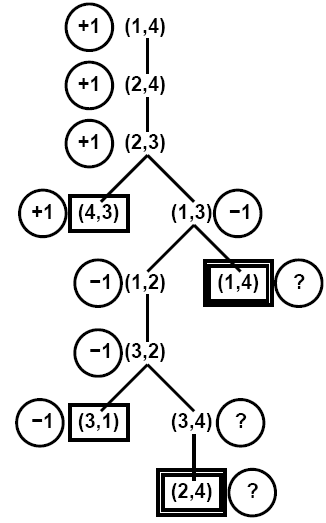 +1 (1,4)
+1 (2,4)
+1 (2,3)
+1 (4,3) (1,3) −1
−1 (1,2) (1,4) ?
−1 (3,2)
−1 (3,1) (3,4) ?
(2,4) ?